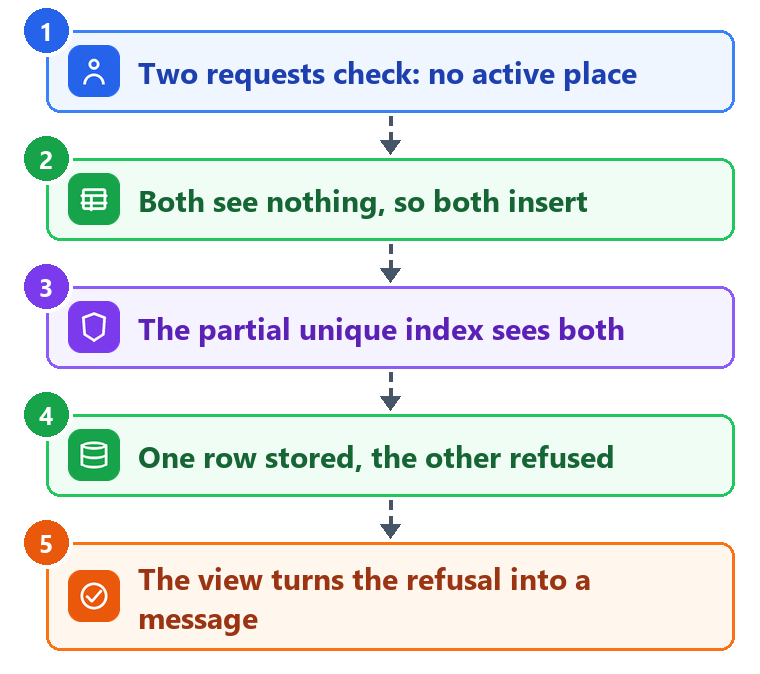 1
Two requests check: no active place
2
Both see nothing, so both insert
3
The partial unique index sees both
4
One row stored, the other refused
5
The view turns the refusal into a
message